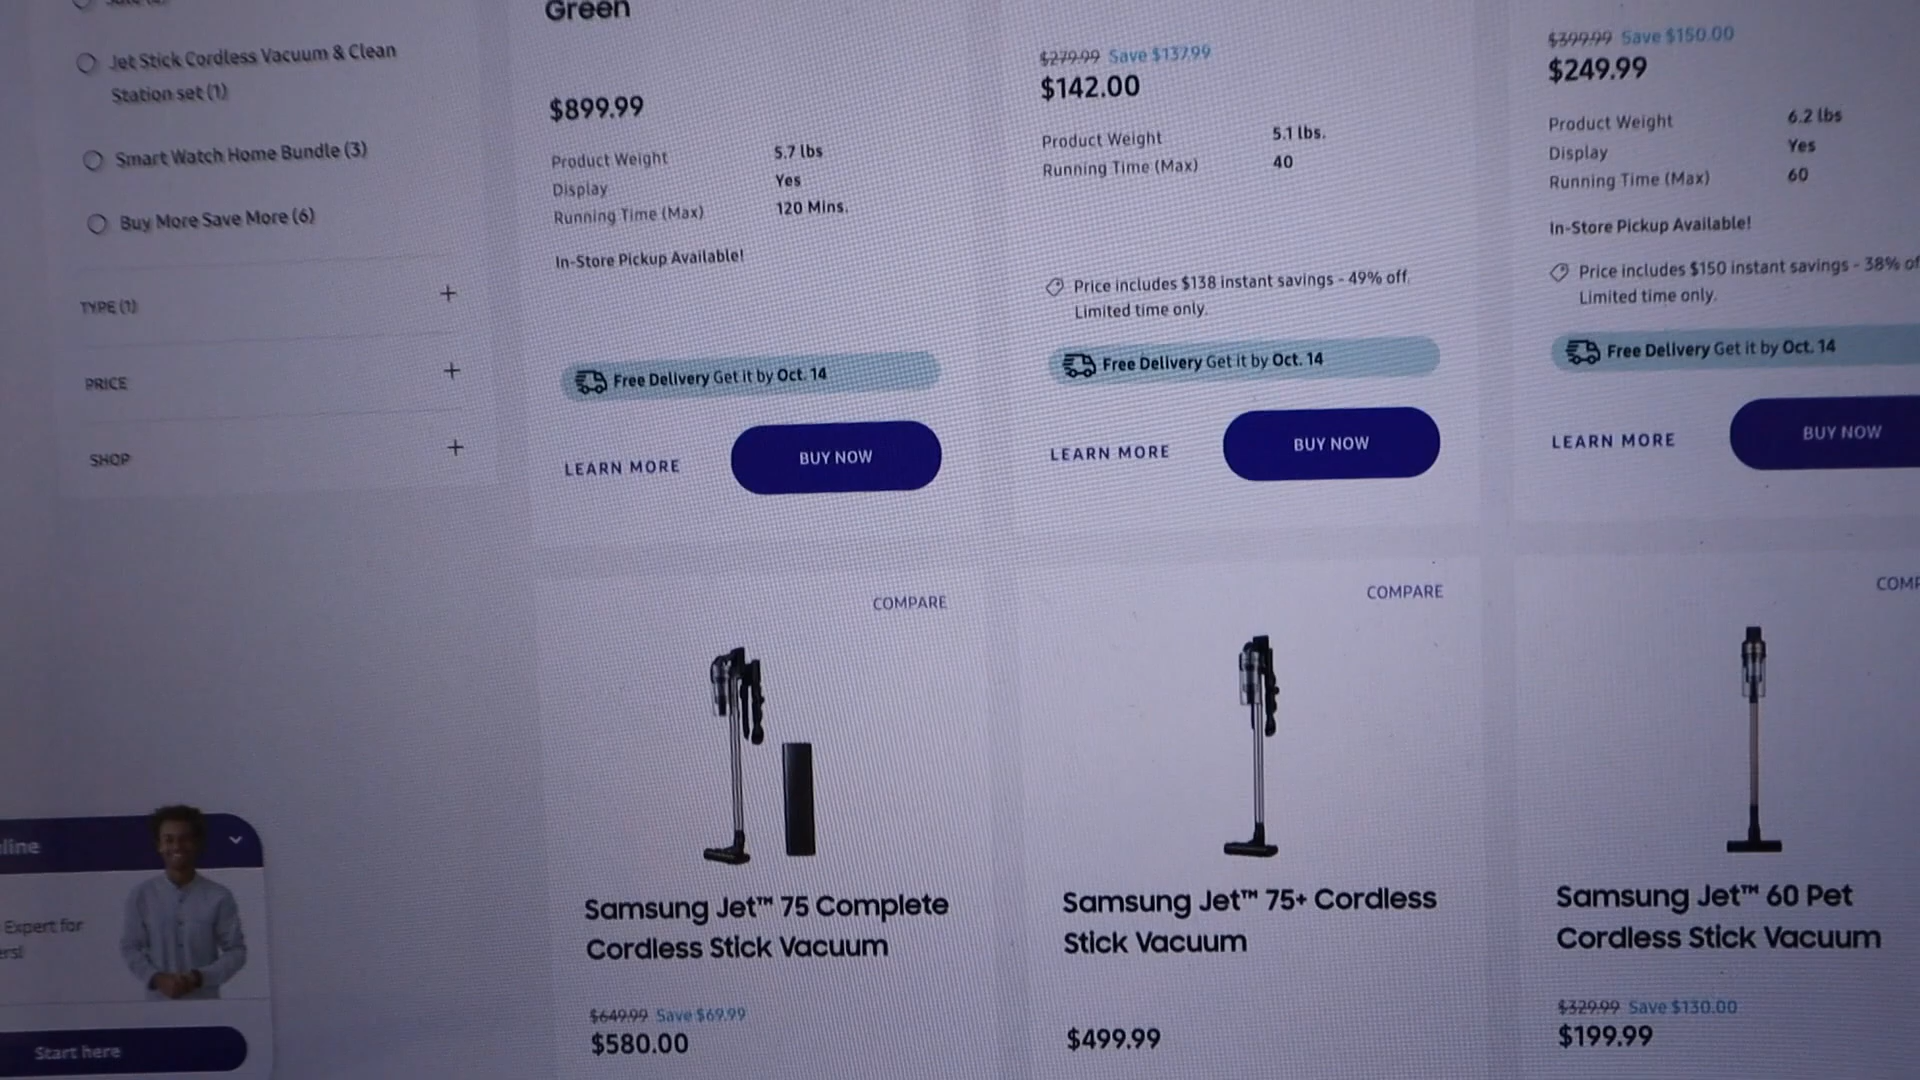 Jet Stick Cordless Vacuum & Clean
Station set (1)
Smart Watch Home Bundle (3)
Buy More Save More (6)
TYPE (1)
PRICE
SHOP
Green
$899.99
Product Weight 5.7 lbs
Display Yes
Running Time (Max) 120 Mins.
In-Store Pickup Available!
Free Delivery Get it by Oct. 14
LEARN MORE BUY NOW
$279.99 Save $137.99
$142.00
Product Weight 5.1 lbs.
Running Time (Max) 40
Price includes $138 instant savings - 49% off.
Limited time only.
Free Delivery Get it by Oct. 14
LEARN MORE BUY NOW
$399.99 Save $150.00
$249.99
Product Weight 6.2 lbs
Display Yes
Running Time (Max) 60
In-Store Pickup Available!
Price includes $150 instant savings - 38% of
Limited time only.
Free Delivery Get it by Oct. 14
LEARN MORE BUY NOW
COMPARE
Samsung Jet™ 75 Complete
Cordless Stick Vacuum
$649.99 Save $69.99
$580.00
COMPARE
Samsung Jet™ 75+ Cordless
Stick Vacuum
$499.99
COMP
Samsung Jet™ 60 Pet
Cordless Stick Vacuum
$329.99 Save $130.00
$199.99
line
Expert for
ers!
Start here